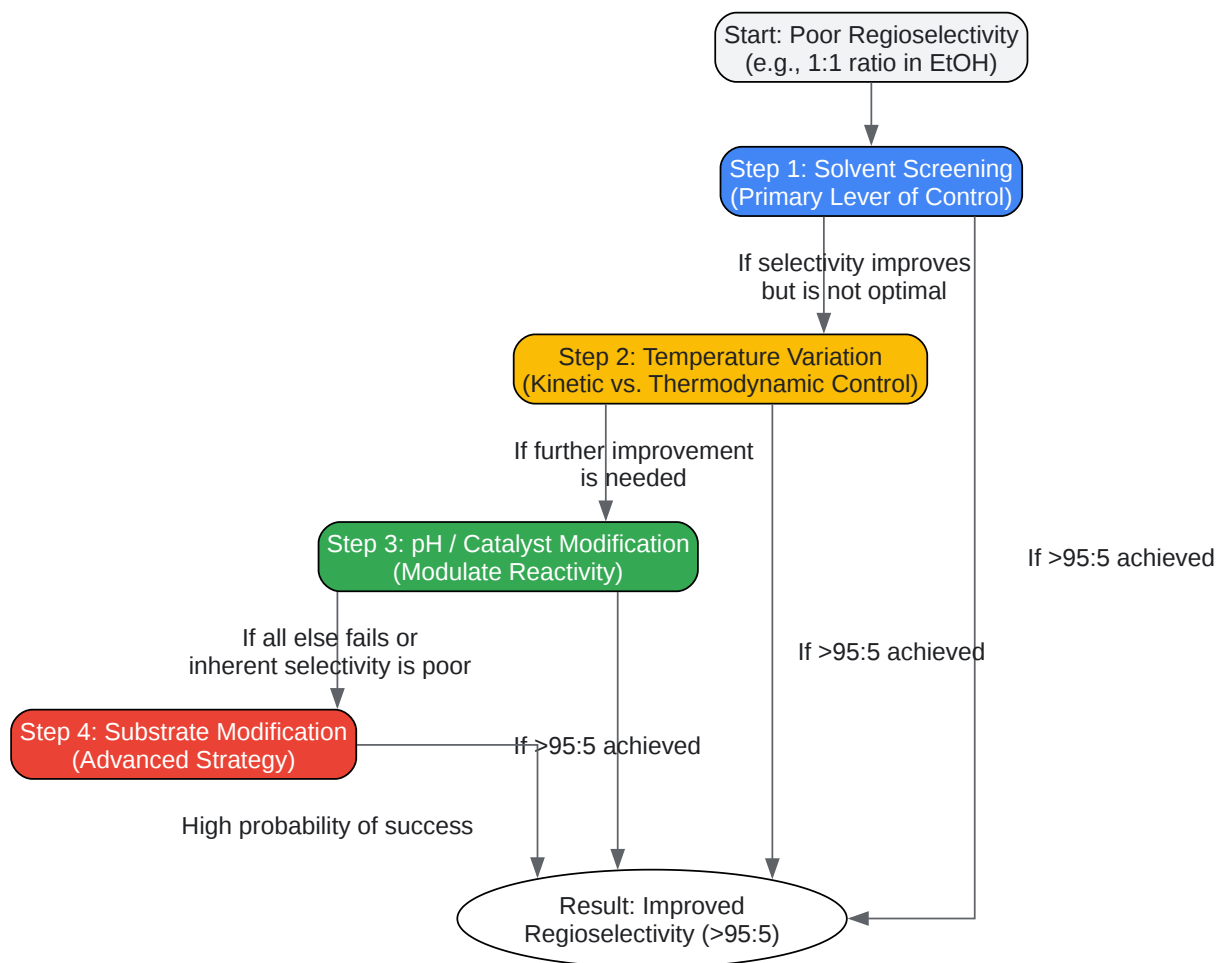 Start: Poor Regioselectivity
(e.g., 1:1 ratio in EtOH)
Step 1: Solvent Screening
(Primary Lever of Control)
If selectivity improves
but is not optimal
Step 2: Temperature Variation
(Kinetic vs. Thermodynamic Control)
If further improvement
is needed
Step 3: pH / Catalyst Modification
(Modulate Reactivity)
If >95:5 achieved
If all else fails or
inherent selectivity is poor
If >95:5 achieved
Step 4: Substrate Modification
(Advanced Strategy)
If >95:5 achieved
High probability of success
Result: Improved
Regioselectivity (>95:5)